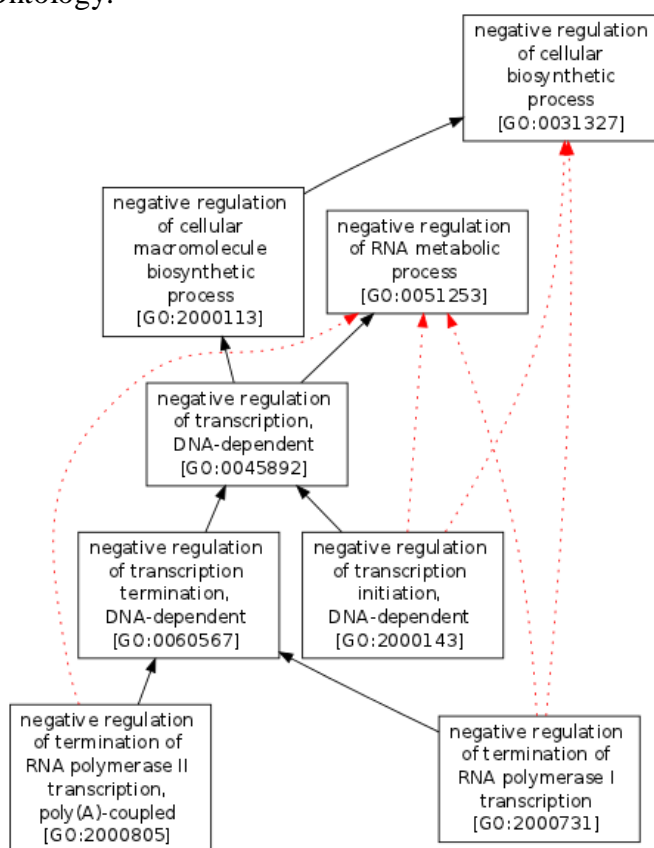 Ontology.
negative regulation
of cellular
biosynthetic
process
[GO:0031327]
negative regulation
of cellular
macromolecule
biosynthetic
process
[GO:2000113]
negative regulation
of RNA metabolic
process
[GO:0051253]
negative regulation
of transcription,
DNA-dependent
[GO:0045892]
negative regulation
of transcription
termination,
DNA-dependent
[GO:0060567]
negative regulation
of transcription
initiation,
DNA-dependent
[GO:2000143]
negative regulation
of termination of
RNA polymerase II
transcription,
poly(A)-coupled
[GO:2000805]
negative regulation
of termination of
RNA polymerase I
transcription
[GO:2000731]